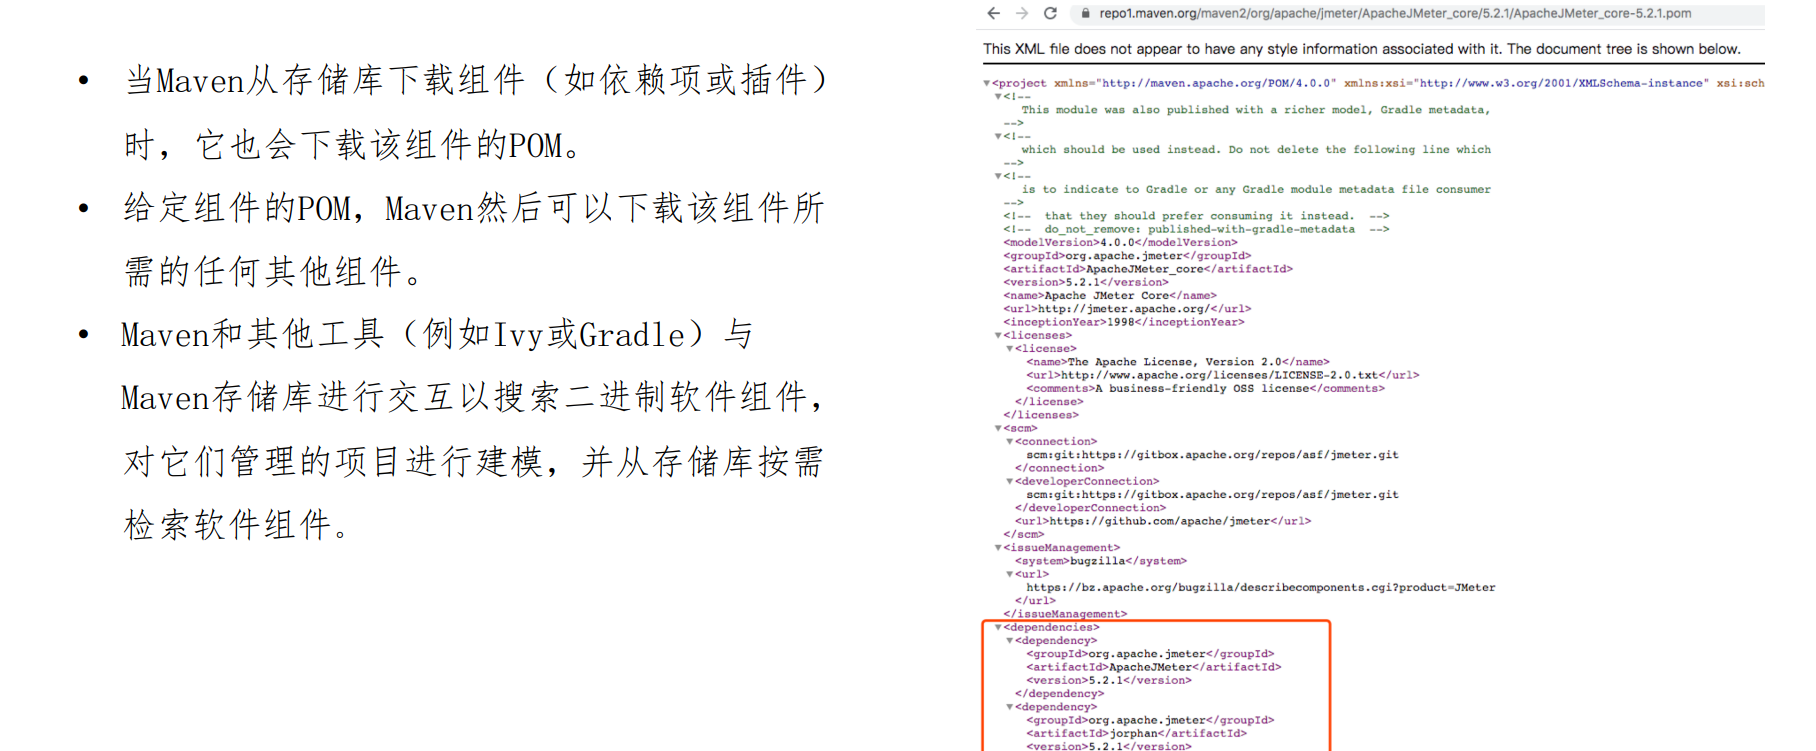 • 当Maven从存储库下载组件（如依赖项或插件）
时，它也会下载该组件的POM。
• 给定组件的POM，Maven然后可以下载该组件所
需的任何其他组件。
• Maven和其他工具（例如Ivy或Gradle）与
Maven存储库进行交互以搜索二进制软件组件，
对它们管理的项目进行建模，并从存储库按需
检索软件组件。
repo1.maven.org/maven2/org/apache/jmeter/ApacheJMeter_core/5.2.1/ApacheJMeter_core-5.2.1.pom
This XML file does not appear to have any style information associated with it. The document tree is shown below.
▼<project xmlns="http://maven.apache.org/POM/4.0.0" xmlns:xsi="http://www.w3.org/2001/XMLSchema-instance" xsi:sch
▼<!--
This module was also published with a richer model, Gradle metadata,
-->
▼<!--
which should be used instead. Do not delete the following line which
-->
▼<!--
is to indicate to Gradle or any Gradle module metadata file consumer
-->
<!-- that they should prefer consuming it instead. -->
<!-- do_not_remove: published-with-gradle-metadata -->
<modelVersion>4.0.0</modelVersion>
<groupId>org.apache.jmeter</groupId>
<artifactId>ApacheJMeter_core</artifactId>
<version>5.2.1</version>
<name>Apache JMeter Core</name>
<url>http://jmeter.apache.org/</url>
<inceptionYear>1998</inceptionYear>
▼<licenses>
▼<license>
<name>The Apache License, Version 2.0</name>
<url>http://www.apache.org/licenses/LICENSE-2.0.txt</url>
<comments>A business-friendly OSS license</comments>
</license>
</licenses>
▼<scm>
▼<connection>
scm:git:https://gitbox.apache.org/repos/asf/jmeter.git
</connection>
▼<developerConnection>
scm:git:https://gitbox.apache.org/repos/asf/jmeter.git
</developerConnection>
<url>https://github.com/apache/jmeter</url>
</scm>
▼<issueManagement>
<system>bugzilla</system>
▼<url>
https://bz.apache.org/bugzilla/describecomponents.cgi?product=JMeter
</url>
</issueManagement>
▼<dependencies>
▼<dependency>
<groupId>org.apache.jmeter</groupId>
<artifactId>ApacheJMeter</artifactId>
<version>5.2.1</version>
</dependency>
▼<dependency>
<groupId>org.apache.jmeter</groupId>
<artifactId>jorphan</artifactId>
<version>5.2.1</version>